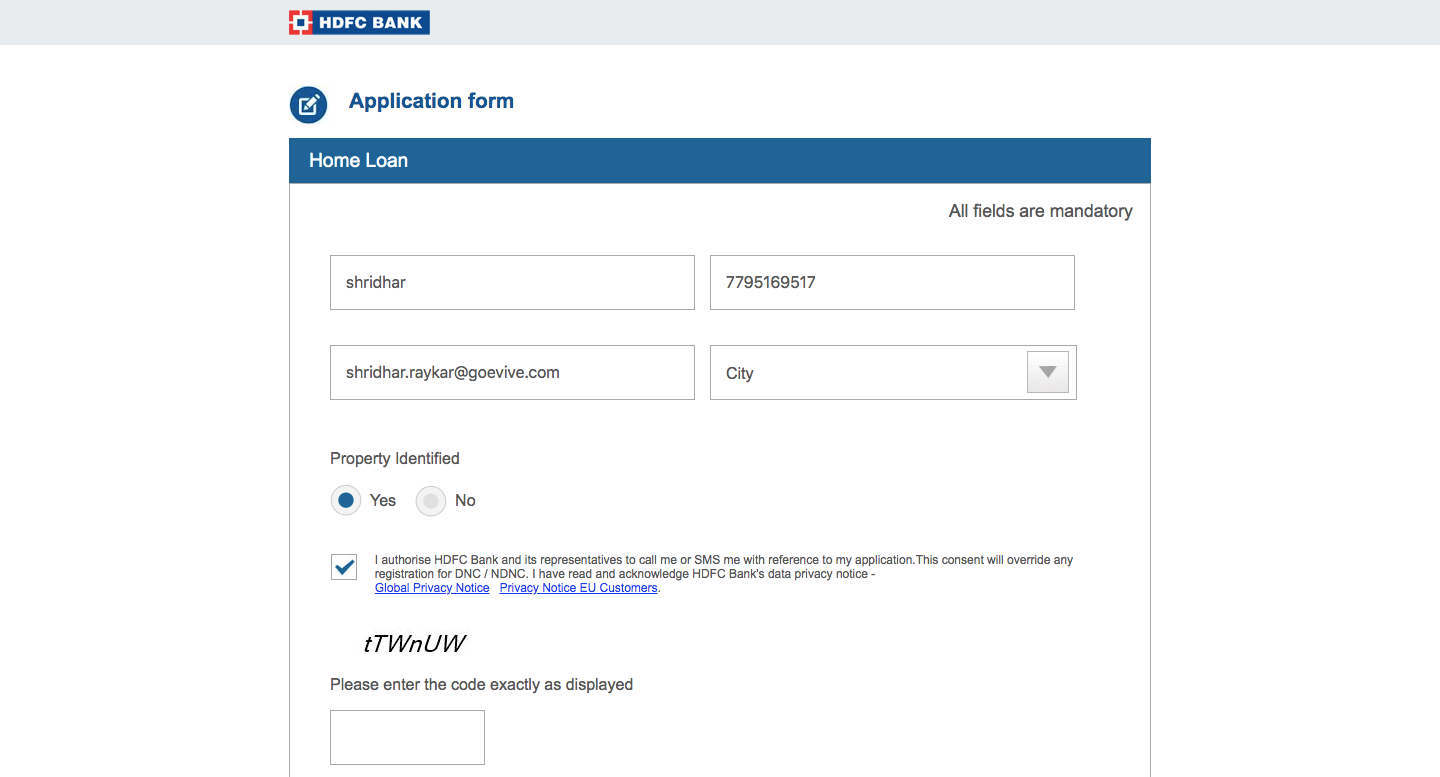 HDFC BANK
Application form
Home Loan
All fields are mandatory
shridhar
7795169517
shridhar.raykar@goevive.com
City
Property Identified
Yes
No
I authorise HDFC Bank and its representatives to call me or SMS me with reference to my application.This consent will override any
registration for DNC / NDNC. I have read and acknowledge HDFC Bank's data privacy notice -
Global Privacy Notice Privacy Notice EU Customers.
tTWnUW
Please enter the code exactly as displayed